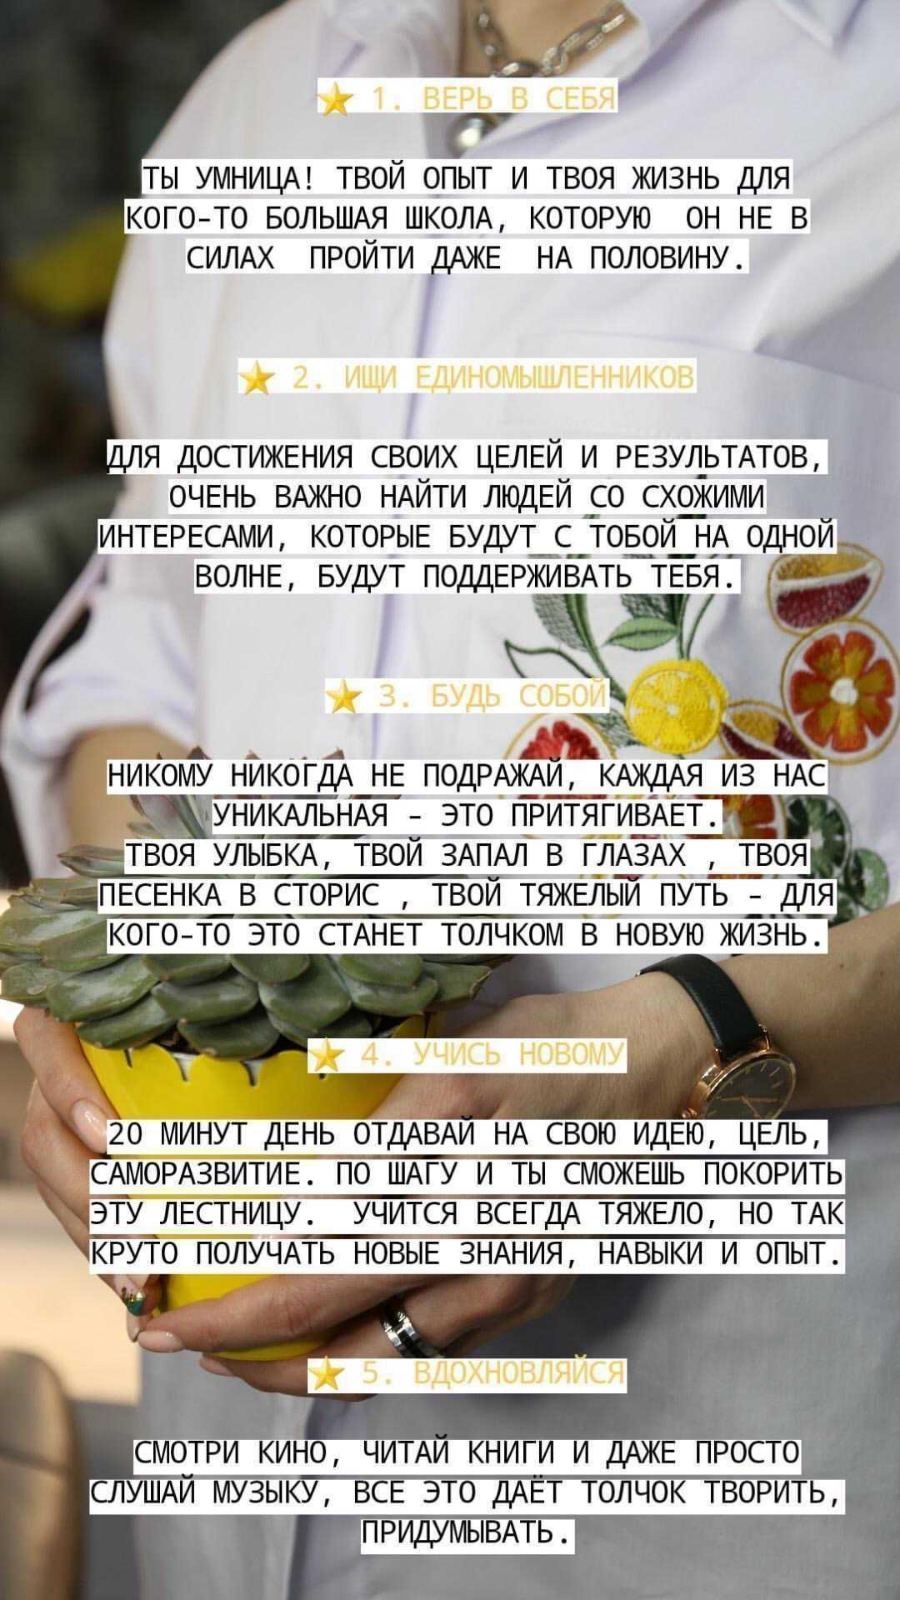 ⭐ 1. ВЕРЬ В СЕБЯ
ТЫ УМНИЦА! ТВОЙ ОПЫТ И ТВОЯ ЖИЗНЬ ДЛЯ
КОГО-ТО БОЛЬШАЯ ШКОЛА, КОТОРУЮ ОН НЕ В
СИЛАХ ПРОЙТИ ДАЖЕ НА ПОЛОВИНУ.
⭐ 2. ИЩИ ЕДИНОМЫШЛЕННИКОВ
ДЛЯ ДОСТИЖЕНИЯ СВОИХ ЦЕЛЕЙ И РЕЗУЛЬТАТОВ,
ОЧЕНЬ ВАЖНО НАЙТИ ЛЮДЕЙ СО СХОЖИМИ
ИНТЕРЕСАМИ, КОТОРЫЕ БУДУТ С ТОБОЙ НА ОДНОЙ
ВОЛНЕ, БУДУТ ПОДДЕРЖИВАТЬ ТЕБЯ.
⭐ 3. БУДЬ СОБОЙ
НИКОМУ НИКОГДА НЕ ПОДРАЖАЙ, КАЖДАЯ ИЗ НАС
УНИКАЛЬНАЯ - ЭТО ПРИТЯГИВАЕТ.
ТВОЯ УЛЫБКА, ТВОЙ ЗАПАЛ В ГЛАЗАХ , ТВОЯ
ПЕСЕНКА В СТОРИС , ТВОЙ ТЯЖЕЛЫЙ ПУТЬ - ДЛЯ
КОГО-ТО ЭТО СТАНЕТ ТОЛЧКОМ В НОВУЮ ЖИЗНЬ.
⭐ 4. УЧИСЬ НОВОМУ
20 МИНУТ ДЕНЬ ОТДАВАЙ НА СВОЮ ИДЕЮ, ЦЕЛЬ,
САМОРАЗВИТИЕ. ПО ШАГУ И ТЫ СМОЖЕШЬ ПОКОРИТЬ
ЭТУ ЛЕСТНИЦУ. УЧИТСЯ ВСЕГДА ТЯЖЕЛО, НО ТАК
КРУТО ПОЛУЧАТЬ НОВЫЕ ЗНАНИЯ, НАВЫКИ И ОПЫТ.
⭐ 5. ВДОХНОВЛЯЙСЯ
СМОТРИ КИНО, ЧИТАЙ КНИГИ И ДАЖЕ ПРОСТО
СЛУШАЙ МУЗЫКУ, ВСЕ ЭТО ДАЁТ ТОЛЧОК ТВОРИТЬ,
ПРИДУМЫВАТЬ.